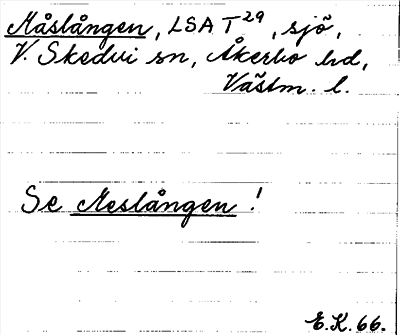 Måslången, LSA T29, sjö,
V. Skedvi sn, Åkerbo hd,
Västm. l.
Se Meslången!
E.K. 66.